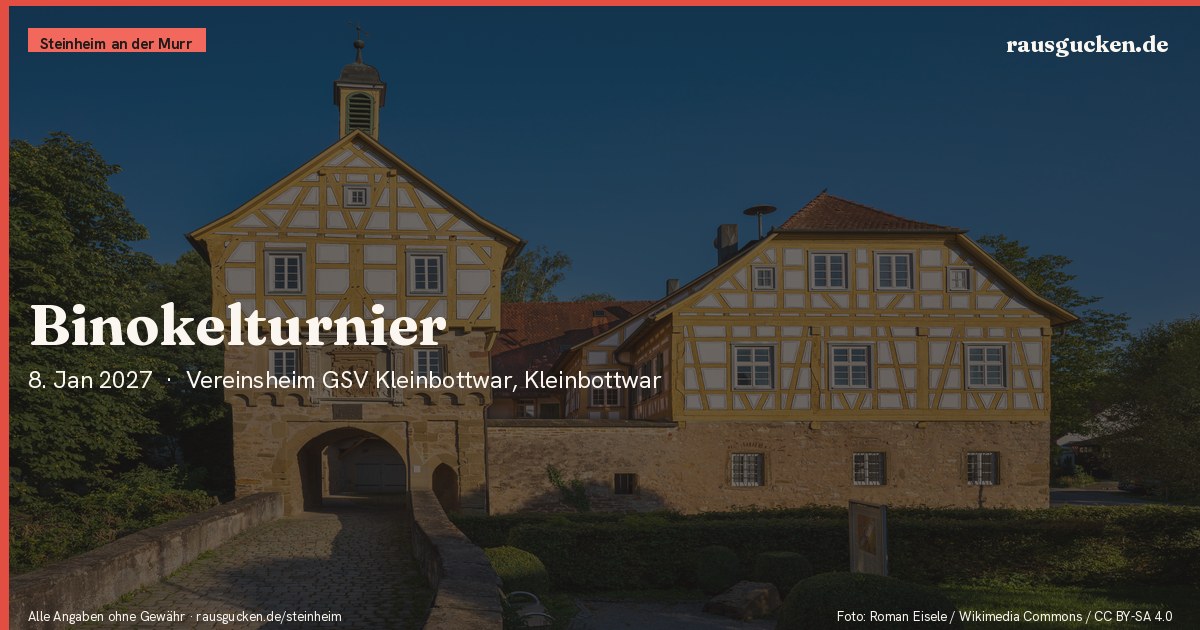 Steinheim an der Murr
rausgucken.de
Binokelturnier
8. Jan 2027 · Vereinsheim GSV Kleinbottwar, Kleinbottwar
Alle Angaben ohne Gewähr · rausgucken.de/steinheim
Foto: Roman Eisele / Wikimedia Commons / CC BY-SA 4.0